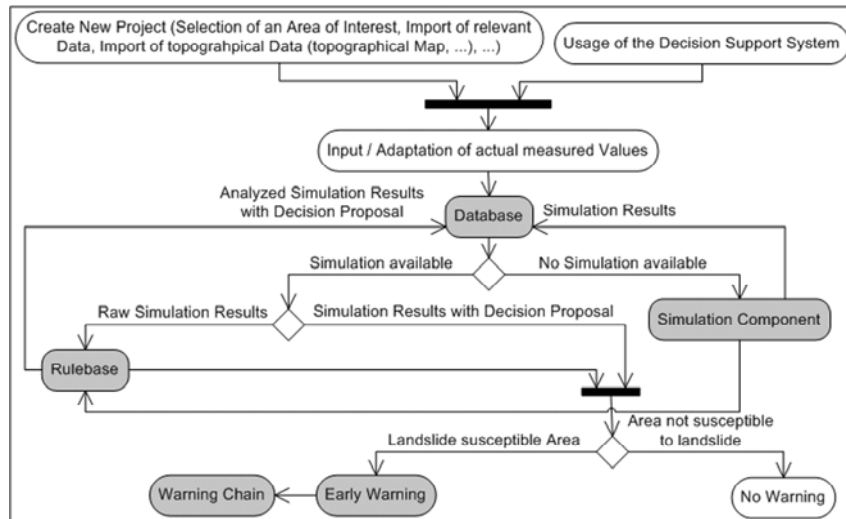 Create New Project (Selection of an Area of Interest, Import of relevant
Data, Import of topograhpical Data (topographical Map, ...), ...)
Usage of the Decision Support System
Input / Adaptation of actual measured Values
Analyzed Simulation Results
with Decision Proposal
Database
Simulation Results
Simulation available
No Simulation available
Raw Simulation Results
Simulation Results with Decision Proposal
Simulation Component
Rulebase
Landslide susceptible Area
Area not susceptible
to landslide
Warning Chain
Early Warning
No Warning